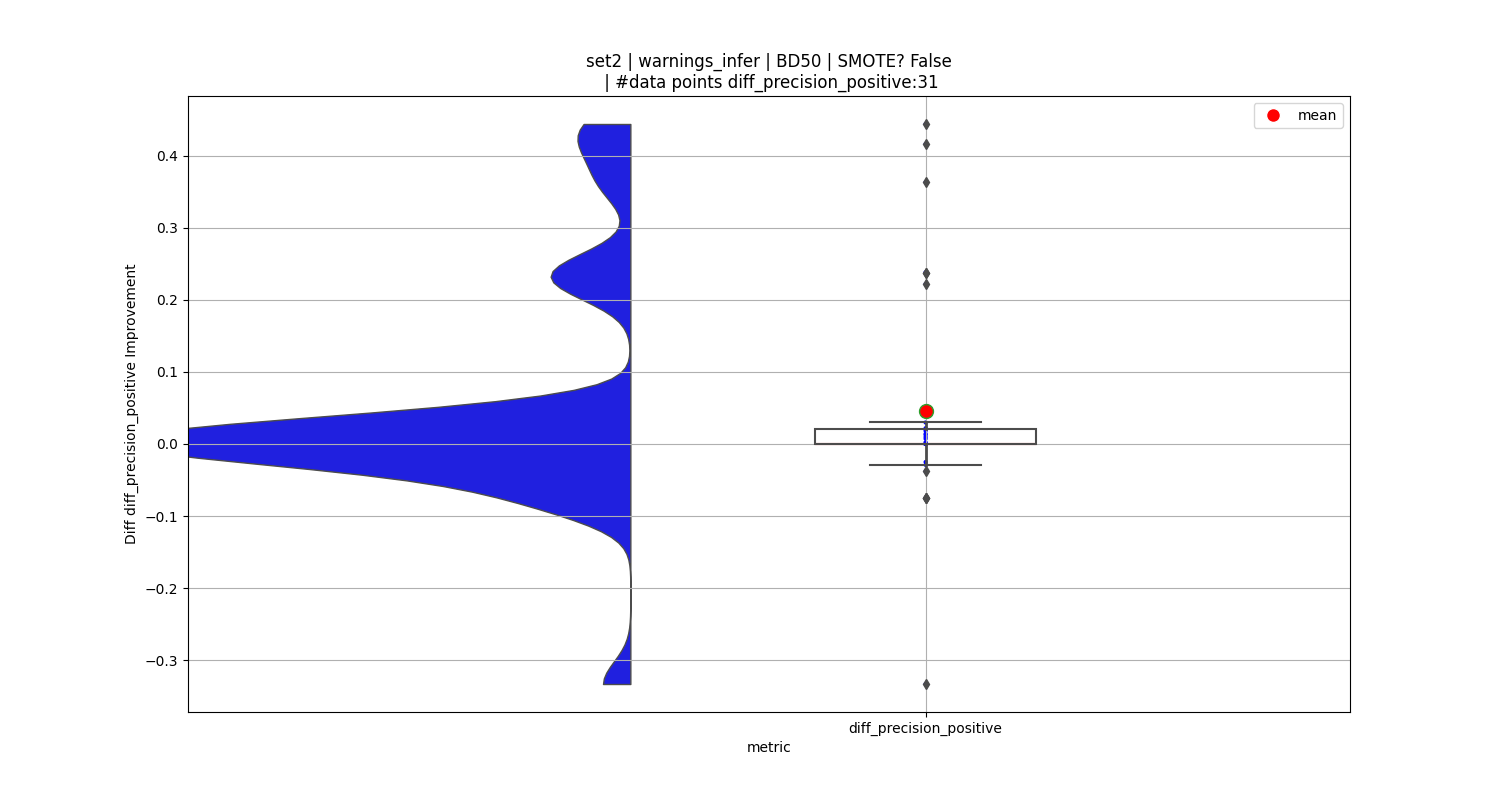 set2 | warnings_infer | BD50 | SMOTE? False
| #data points diff_precision_positive:31
mean
0.4
0.3
0.2
0.1
0.0
−0.1
−0.2
−0.3
Diff diff_precision_positive Improvement
diff_precision_positive
metric